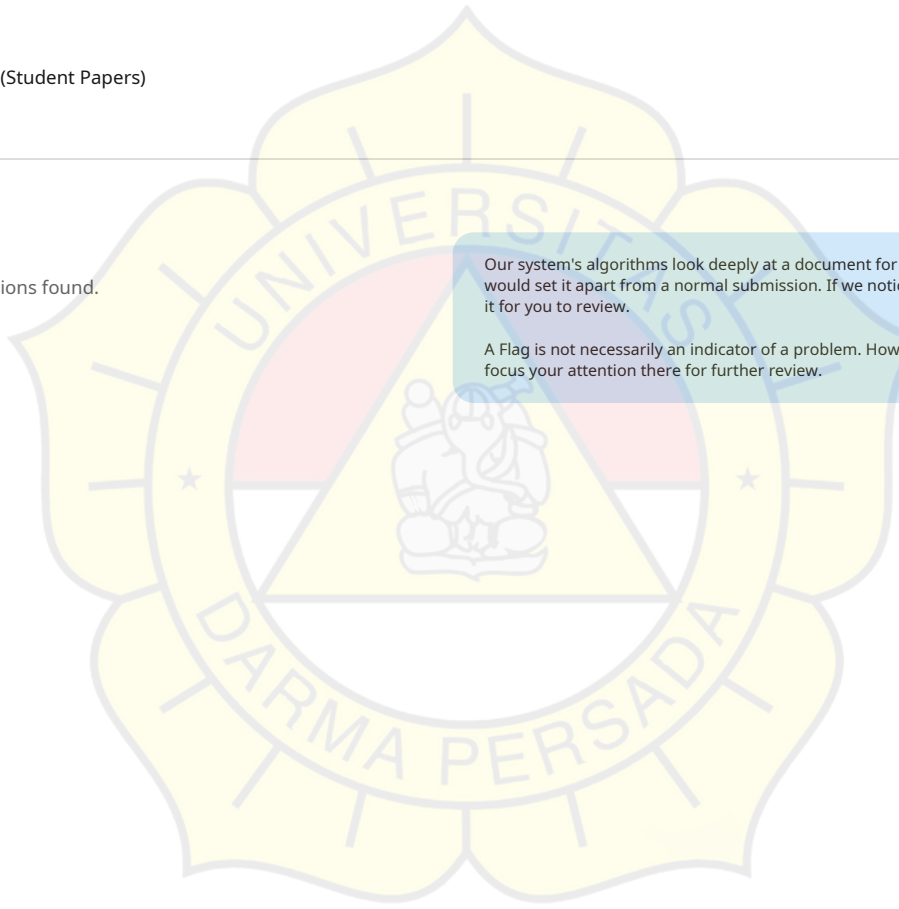 (Student Papers)
ions found.
Our system's algorithms look deeply at a document for
would set it apart from a normal submission. If we notic
it for you to review.
A Flag is not necessarily an indicator of a problem. How
focus your attention there for further review.
UNIVERSITAS
DARMA PERSADA